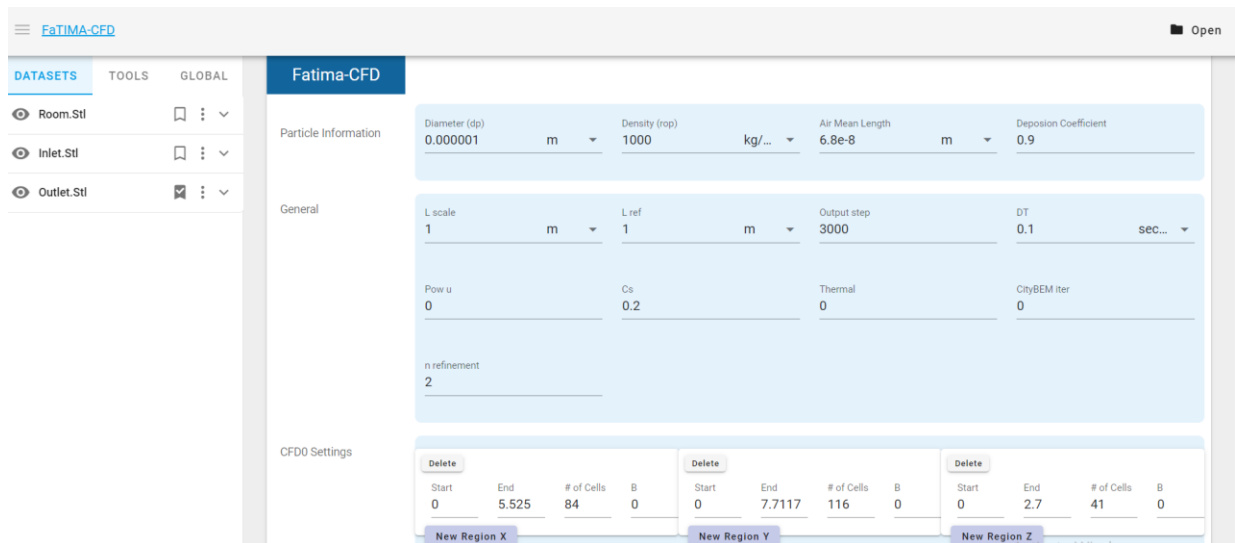 FaTIMA-CFD
Open
DATASETS TOOLS GLOBAL
Room.Stl
Inlet.Stl
Outlet.Stl
Fatima-CFD
Particle Information
Diameter (dp) Density (rop) Air Mean Length Deposion Coefficient
0.000001 m 1000 kg/... 6.8e-8 m 0.9
General
L scale L ref Output step DT
1 m 1 m 3000 0.1 sec...
Pow u Cs Thermal CityBEM iter
0 0.2 0 0
n refinement
2
CFD0 Settings
Delete Delete Delete
Start End # of Cells B Start End # of Cells B Start End # of Cells B
0 5.525 84 0 0 7.7117 116 0 0 2.7 41 0
New Region X New Region Y New Region Z